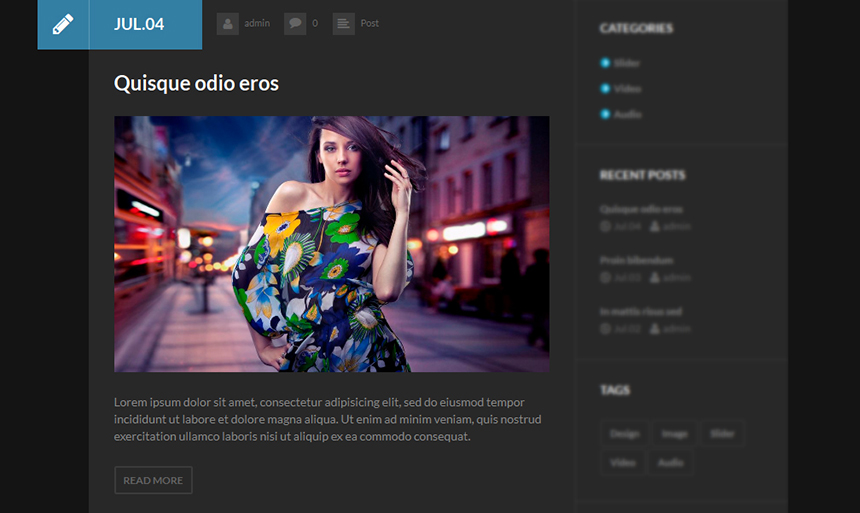 JUL.04
admin
0
Post
Quisque odio eros
Lorem ipsum dolor sit amet, consectetur adipisicing elit, sed do eiusmod tempor
incididunt ut labore et dolore magna aliqua. Ut enim ad minim veniam, quis nostrud
exercitation ullamco laboris nisi ut aliquip ex ea commodo consequat.
READ MORE
CATEGORIES
Slider
Video
Audio
RECENT POSTS
Quisque odio eros
Jul.04 admin
Proin bibendum
Jul.03 admin
In mattis risus sed
Jul.02 admin
TAGS
Design Image Slider
Video Audio